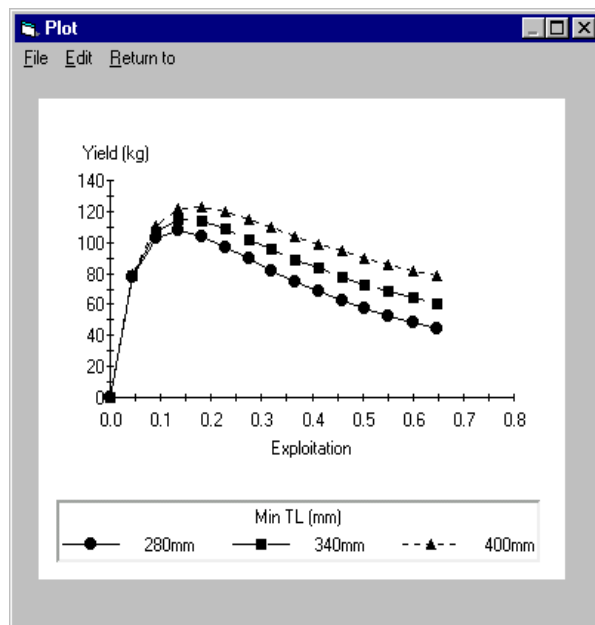 Plot
File Edit Return to
Yield (kg)
140
120
100
80
60
40
20
0
0.0 0.1 0.2 0.3 0.4 0.5 0.6 0.7 0.8
Exploitation
Min TL (mm)
280mm 340mm 400mm